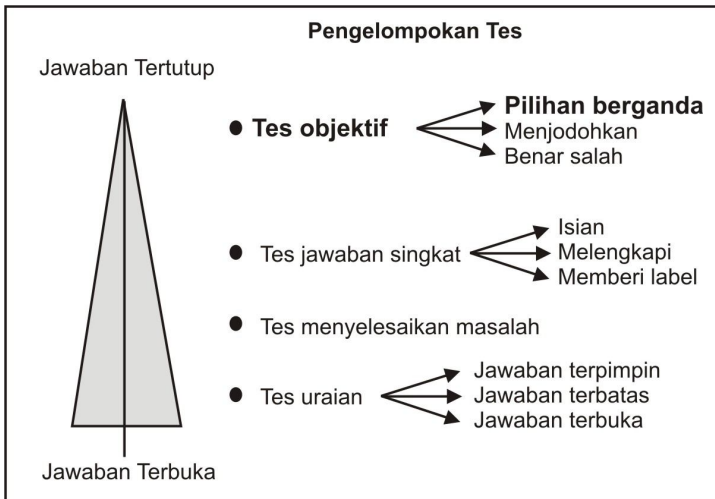 Pengelompokan Tes
Jawaban Tertutup
Tes objektif
Pilihan berganda
Menjodohkan
Benar salah
Tes jawaban singkat
Isian
Melengkapi
Memberi label
Tes menyelesaikan masalah
Tes uraian
Jawaban terpimpin
Jawaban terbatas
Jawaban terbuka
Jawaban Terbuka